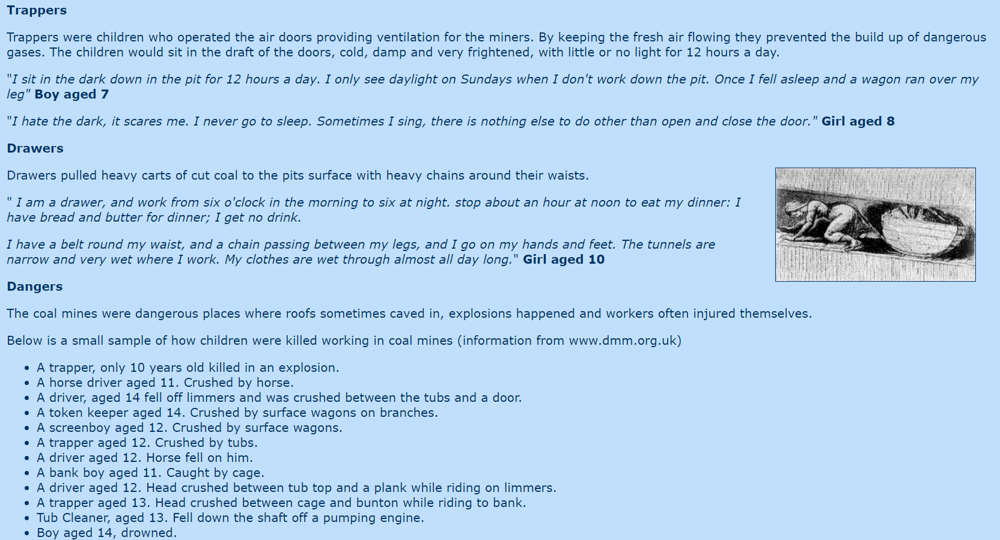 Trappers
Trappers were children who operated the air doors providing ventilation for the miners. By keeping the fresh air flowing they prevented the build up of dangerous
gases. The children would sit in the draft of the doors, cold, damp and very frightened, with little or no light for 12 hours a day.
"I sit in the dark down in the pit for 12 hours a day. I only see daylight on Sundays when I don't work down the pit. Once I fell asleep and a wagon ran over my
leg" Boy aged 7
"I hate the dark, it scares me. I never go to sleep. Sometimes I sing, there is nothing else to do other than open and close the door." Girl aged 8
Drawers
Drawers pulled heavy carts of cut coal to the pits surface with heavy chains around their waists.
" I am a drawer, and work from six o'clock in the morning to six at night. stop about an hour at noon to eat my dinner: I
have bread and butter for dinner; I get no drink.
I have a belt round my waist, and a chain passing between my legs, and I go on my hands and feet. The tunnels are
narrow and very wet where I work. My clothes are wet through almost all day long." Girl aged 10
Dangers
The coal mines were dangerous places where roofs sometimes caved in, explosions happened and workers often injured themselves.
Below is a small sample of how children were killed working in coal mines (information from www.dmm.org.uk)
• A trapper, only 10 years old killed in an explosion.
• A horse driver aged 11. Crushed by horse.
• A driver, aged 14 fell off limmers and was crushed between the tubs and a door.
• A token keeper aged 14. Crushed by surface wagons on branches.
• A screenboy aged 12. Crushed by surface wagons.
• A trapper aged 12. Crushed by tubs.
• A driver aged 12. Horse fell on him.
• A bank boy aged 11. Caught by cage.
• A driver aged 12. Head crushed between tub top and a plank while riding on limmers.
• A trapper aged 13. Head crushed between cage and bunton while riding to bank.
• Tub Cleaner, aged 13. Fell down the shaft off a pumping engine.
• Boy aged 14, drowned.